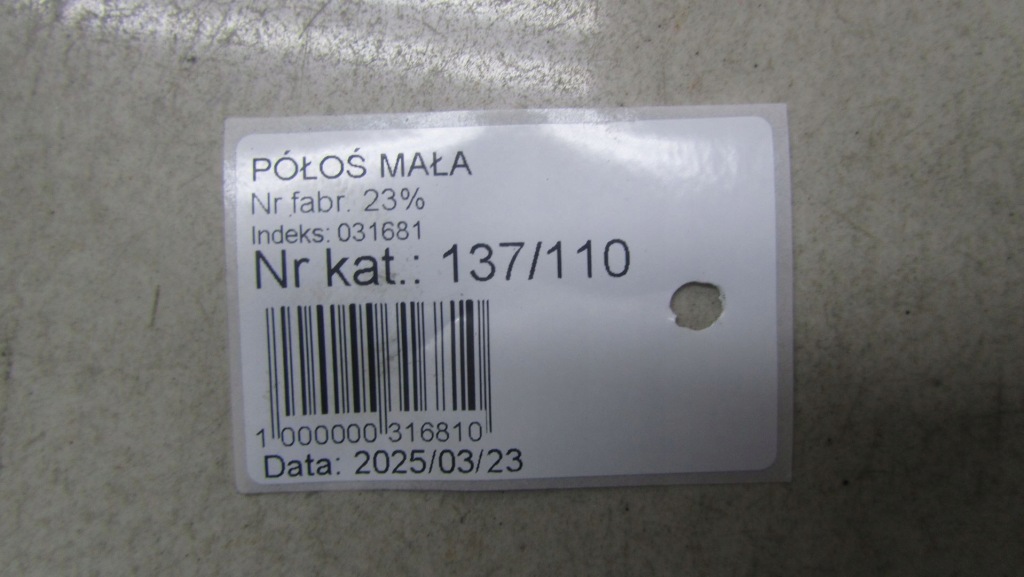 PÓŁOŚ MAŁA
Nr fabr. 23%
Indeks: 031681
Nr kat.: 137/110
1 000000 316810
Data: 2025/03/23